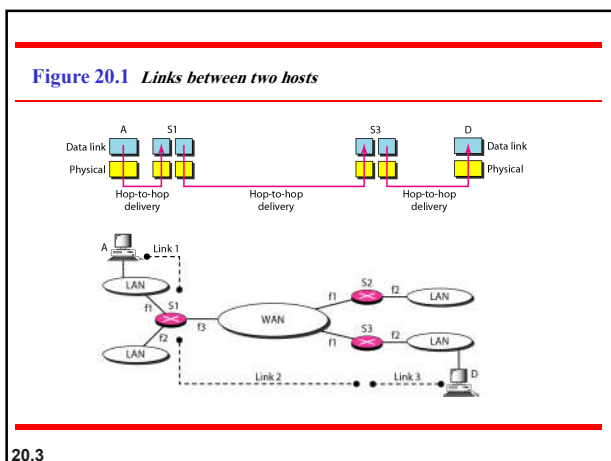 Figure 20.1 Links between two hosts
A S1 S3 D
Data link Data link
Physical Physical
Hop-to-hop delivery
Hop-to-hop delivery
Hop-to-hop delivery
A
Link 1
LAN
f1
S1
f3
f2
LAN
WAN
f1
S2
f2
LAN
f1
S3
f2
LAN
Link 2
Link 3
D
20.3